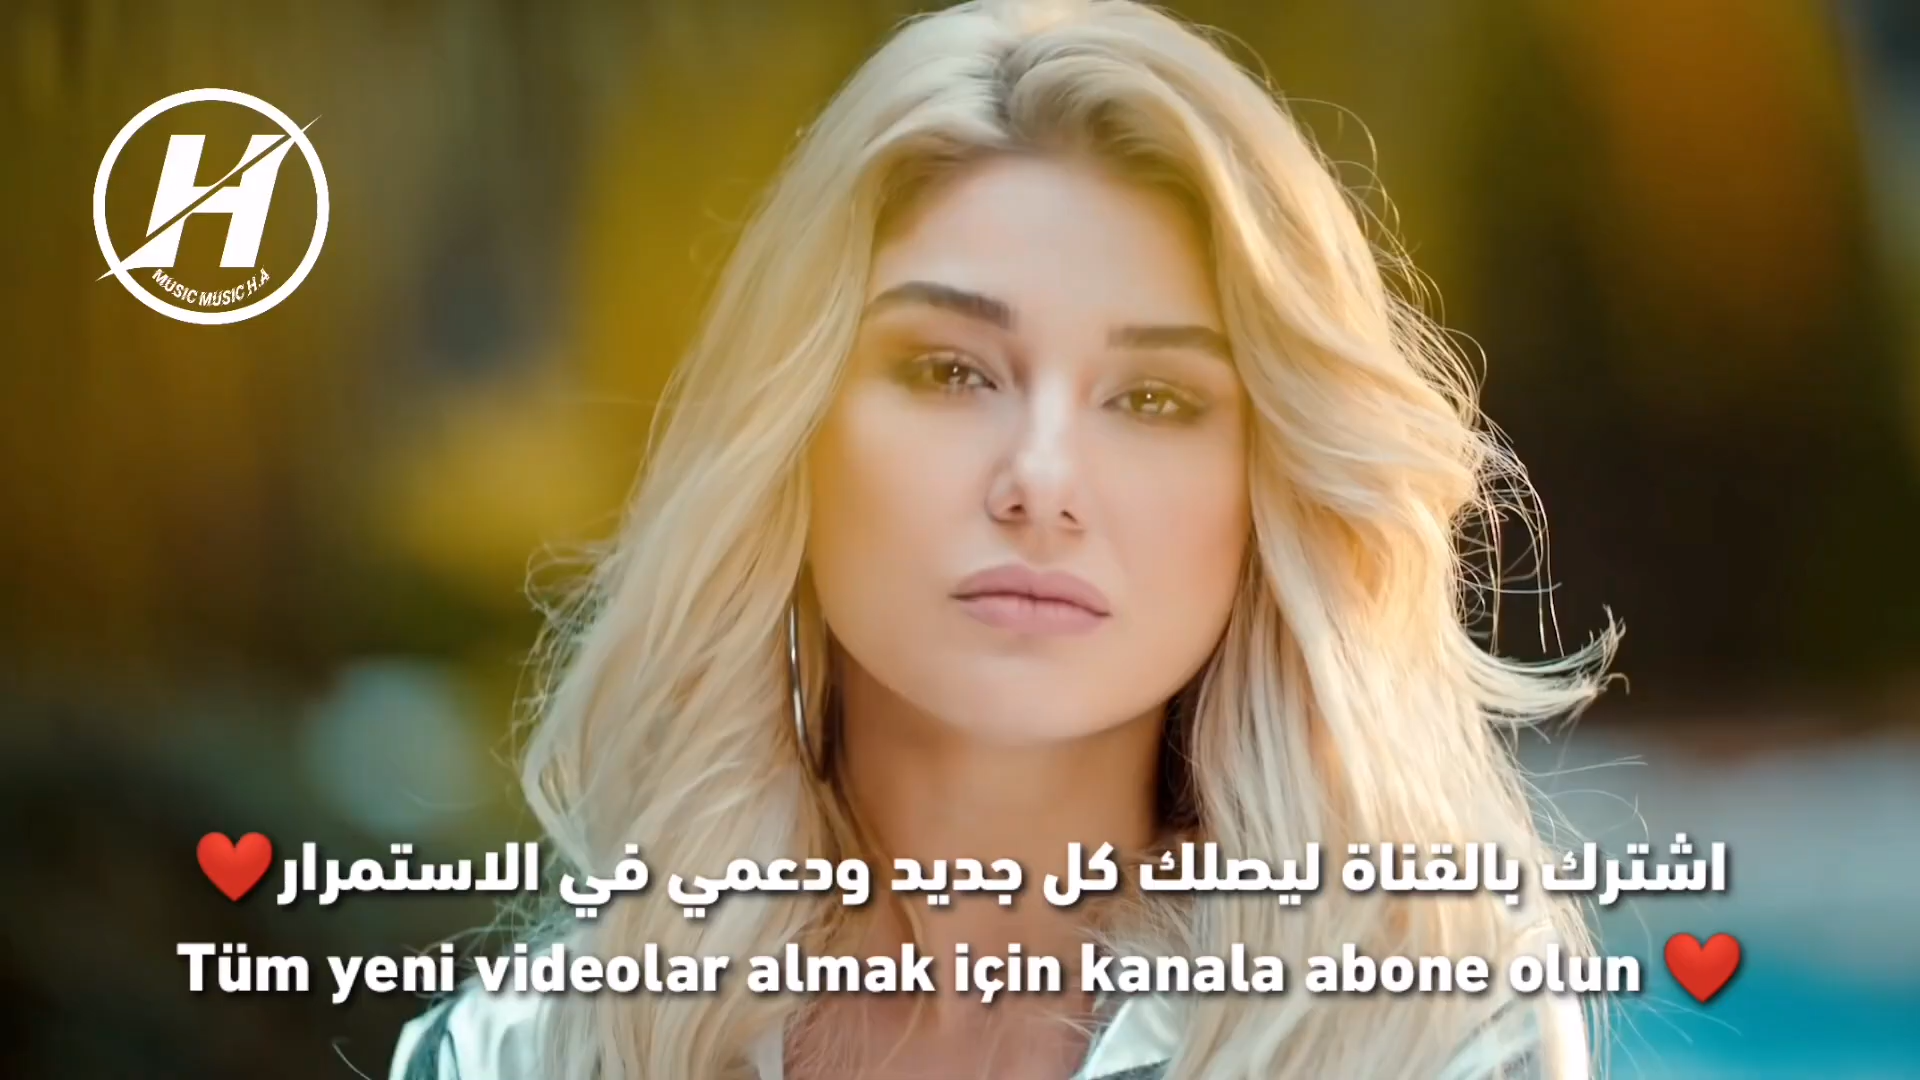 H
MUSIC MUSIC H.A
اشترك بالقناة ليصلك كل جديد ودعمي في الاستمرار❤️
Tüm yeni videolar almak için kanala abone olun ❤️